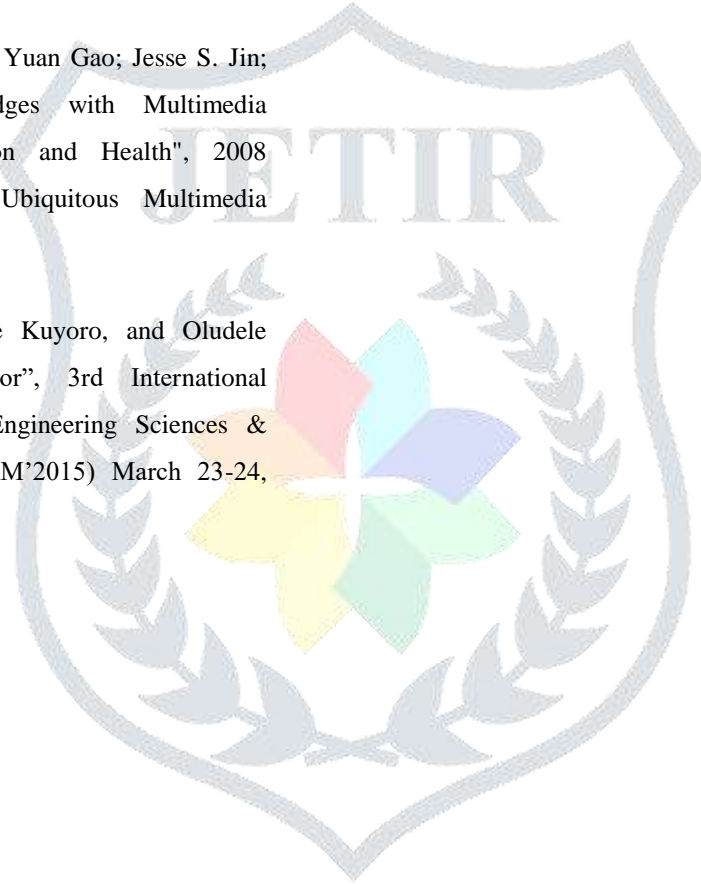 Yuan Gao; Jesse S. Jin;
dges with Multimedia
on and Health", 2008
Ubiquitous Multimedia
JETIR
e Kuyoro, and Oludele
or”, 3rd International
Engineering Sciences &
M’2015) March 23-24,